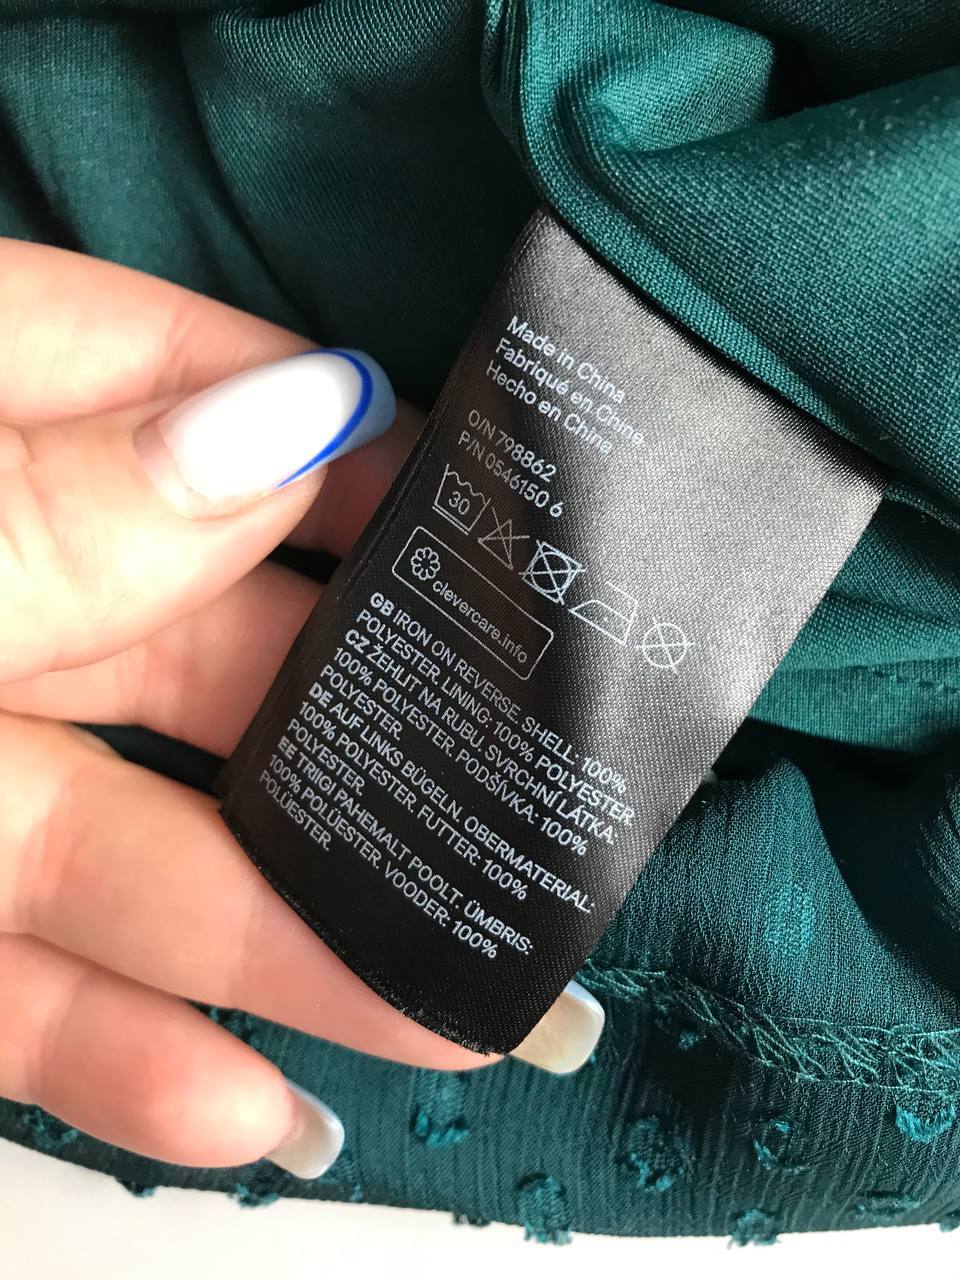 Made in China
Fabriqué en Chine
Hecho en China
O/N 798862
P/N 0546150 6
30
clevercare.info
GB IRON ON REVERSE. SHELL: 100%
POLYESTER. LINING: 100% POLYESTER.
CZ ŽEHLIT NA RUBU. SVRCHNÍ LÁTKA:
100% POLYESTER. PODŠÍVKA: 100%
POLYESTER.
DE AUF LINKS BÜGELN. OBERMATERIAL:
100% POLYESTER. FUTTER: 100%
POLYESTER.
EE TRIIGI PAHEMALT POOLT. ÜMBRIS:
100% POLÜESTER. VOODER: 100%
POLÜESTER.